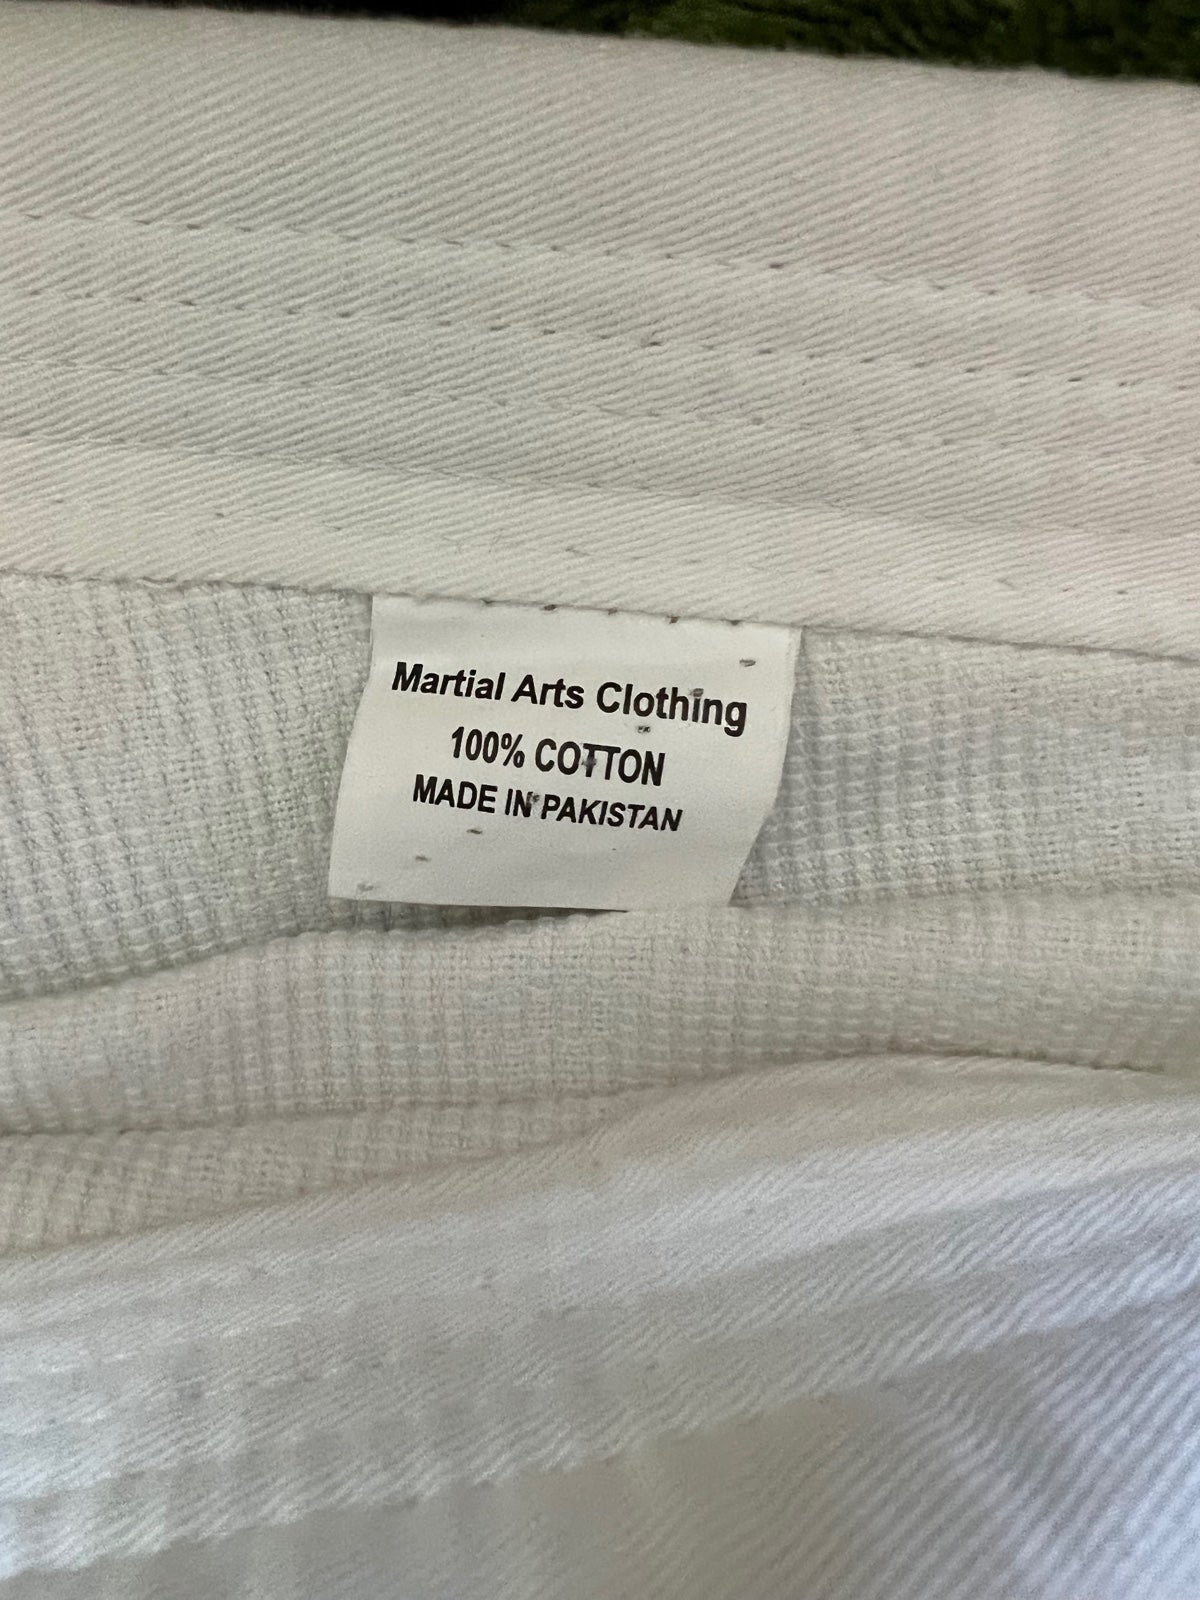 Martial Arts Clothing
100% COTTON
MADE IN PAKISTAN